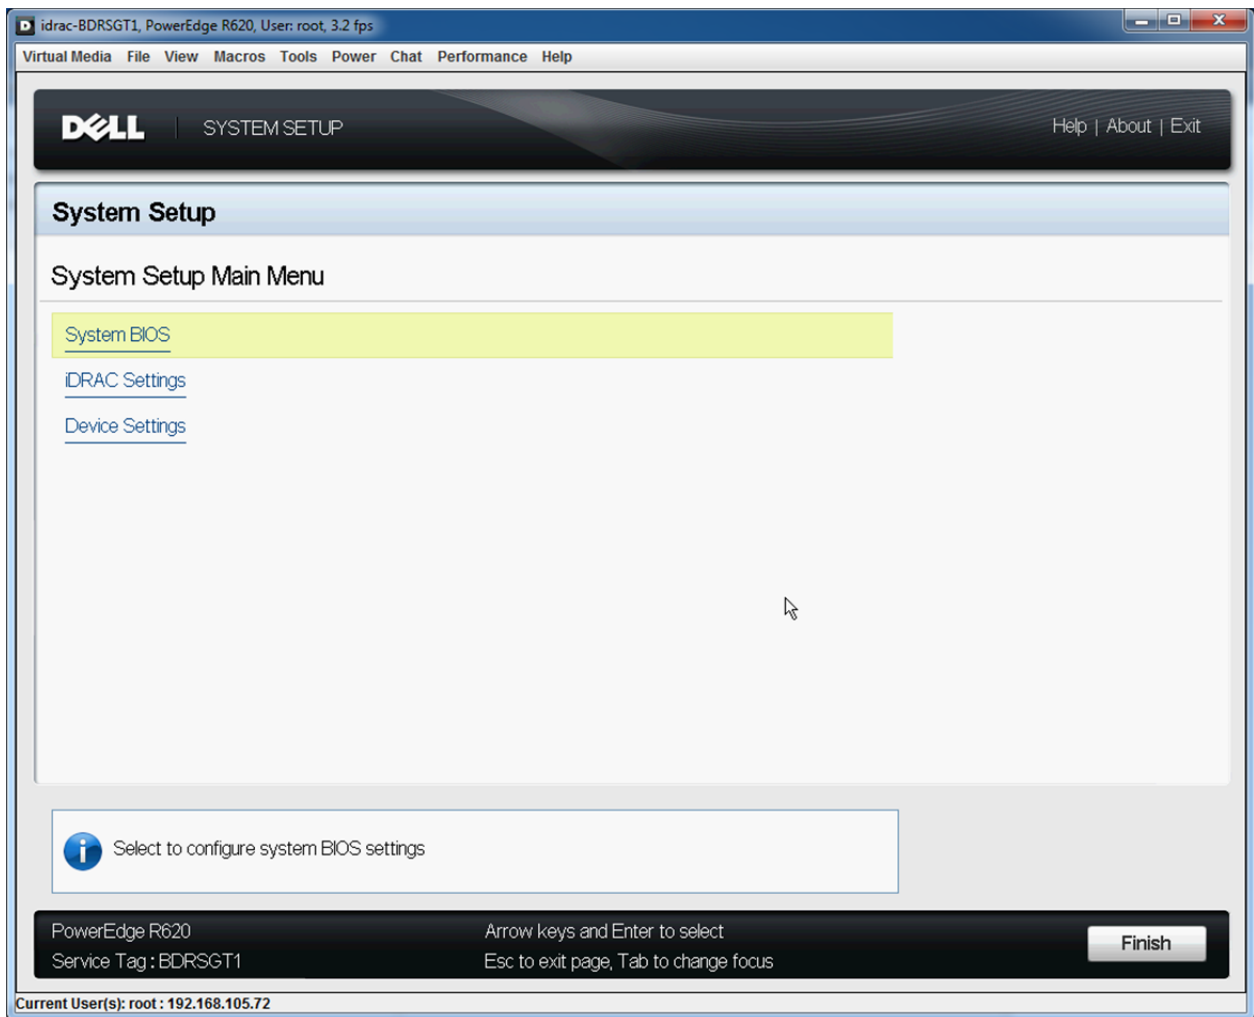 idrac-BDRSGT1, PowerEdge R620, User: root, 3.2 fps
Virtual Media File View Macros Tools Power Chat Performance Help
DELL SYSTEM SETUP Help | About | Exit
System Setup
System Setup Main Menu
System BIOS
iDRAC Settings
Device Settings
Select to configure system BIOS settings
PowerEdge R620 Arrow keys and Enter to select
Service Tag : BDRSGT1 Esc to exit page, Tab to change focus
Finish
Current User(s): root : 192.168.105.72